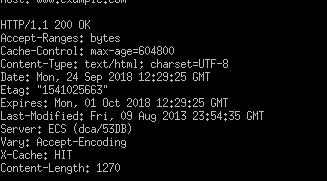 Host: www.example.com
HTTP/1.1 200 OK
Accept-Ranges: bytes
Cache-Control: max-age=604800
Content-Type: text/html; charset=UTF-8
Date: Mon, 24 Sep 2018 12:29:25 GMT
Etag: "1541025663"
Expires: Mon, 01 Oct 2018 12:29:25 GMT
Last-Modified: Fri, 09 Aug 2013 23:54:35 GMT
Server: ECS (dca/53DB)
Vary: Accept-Encoding
X-Cache: HIT
Content-Length: 1270